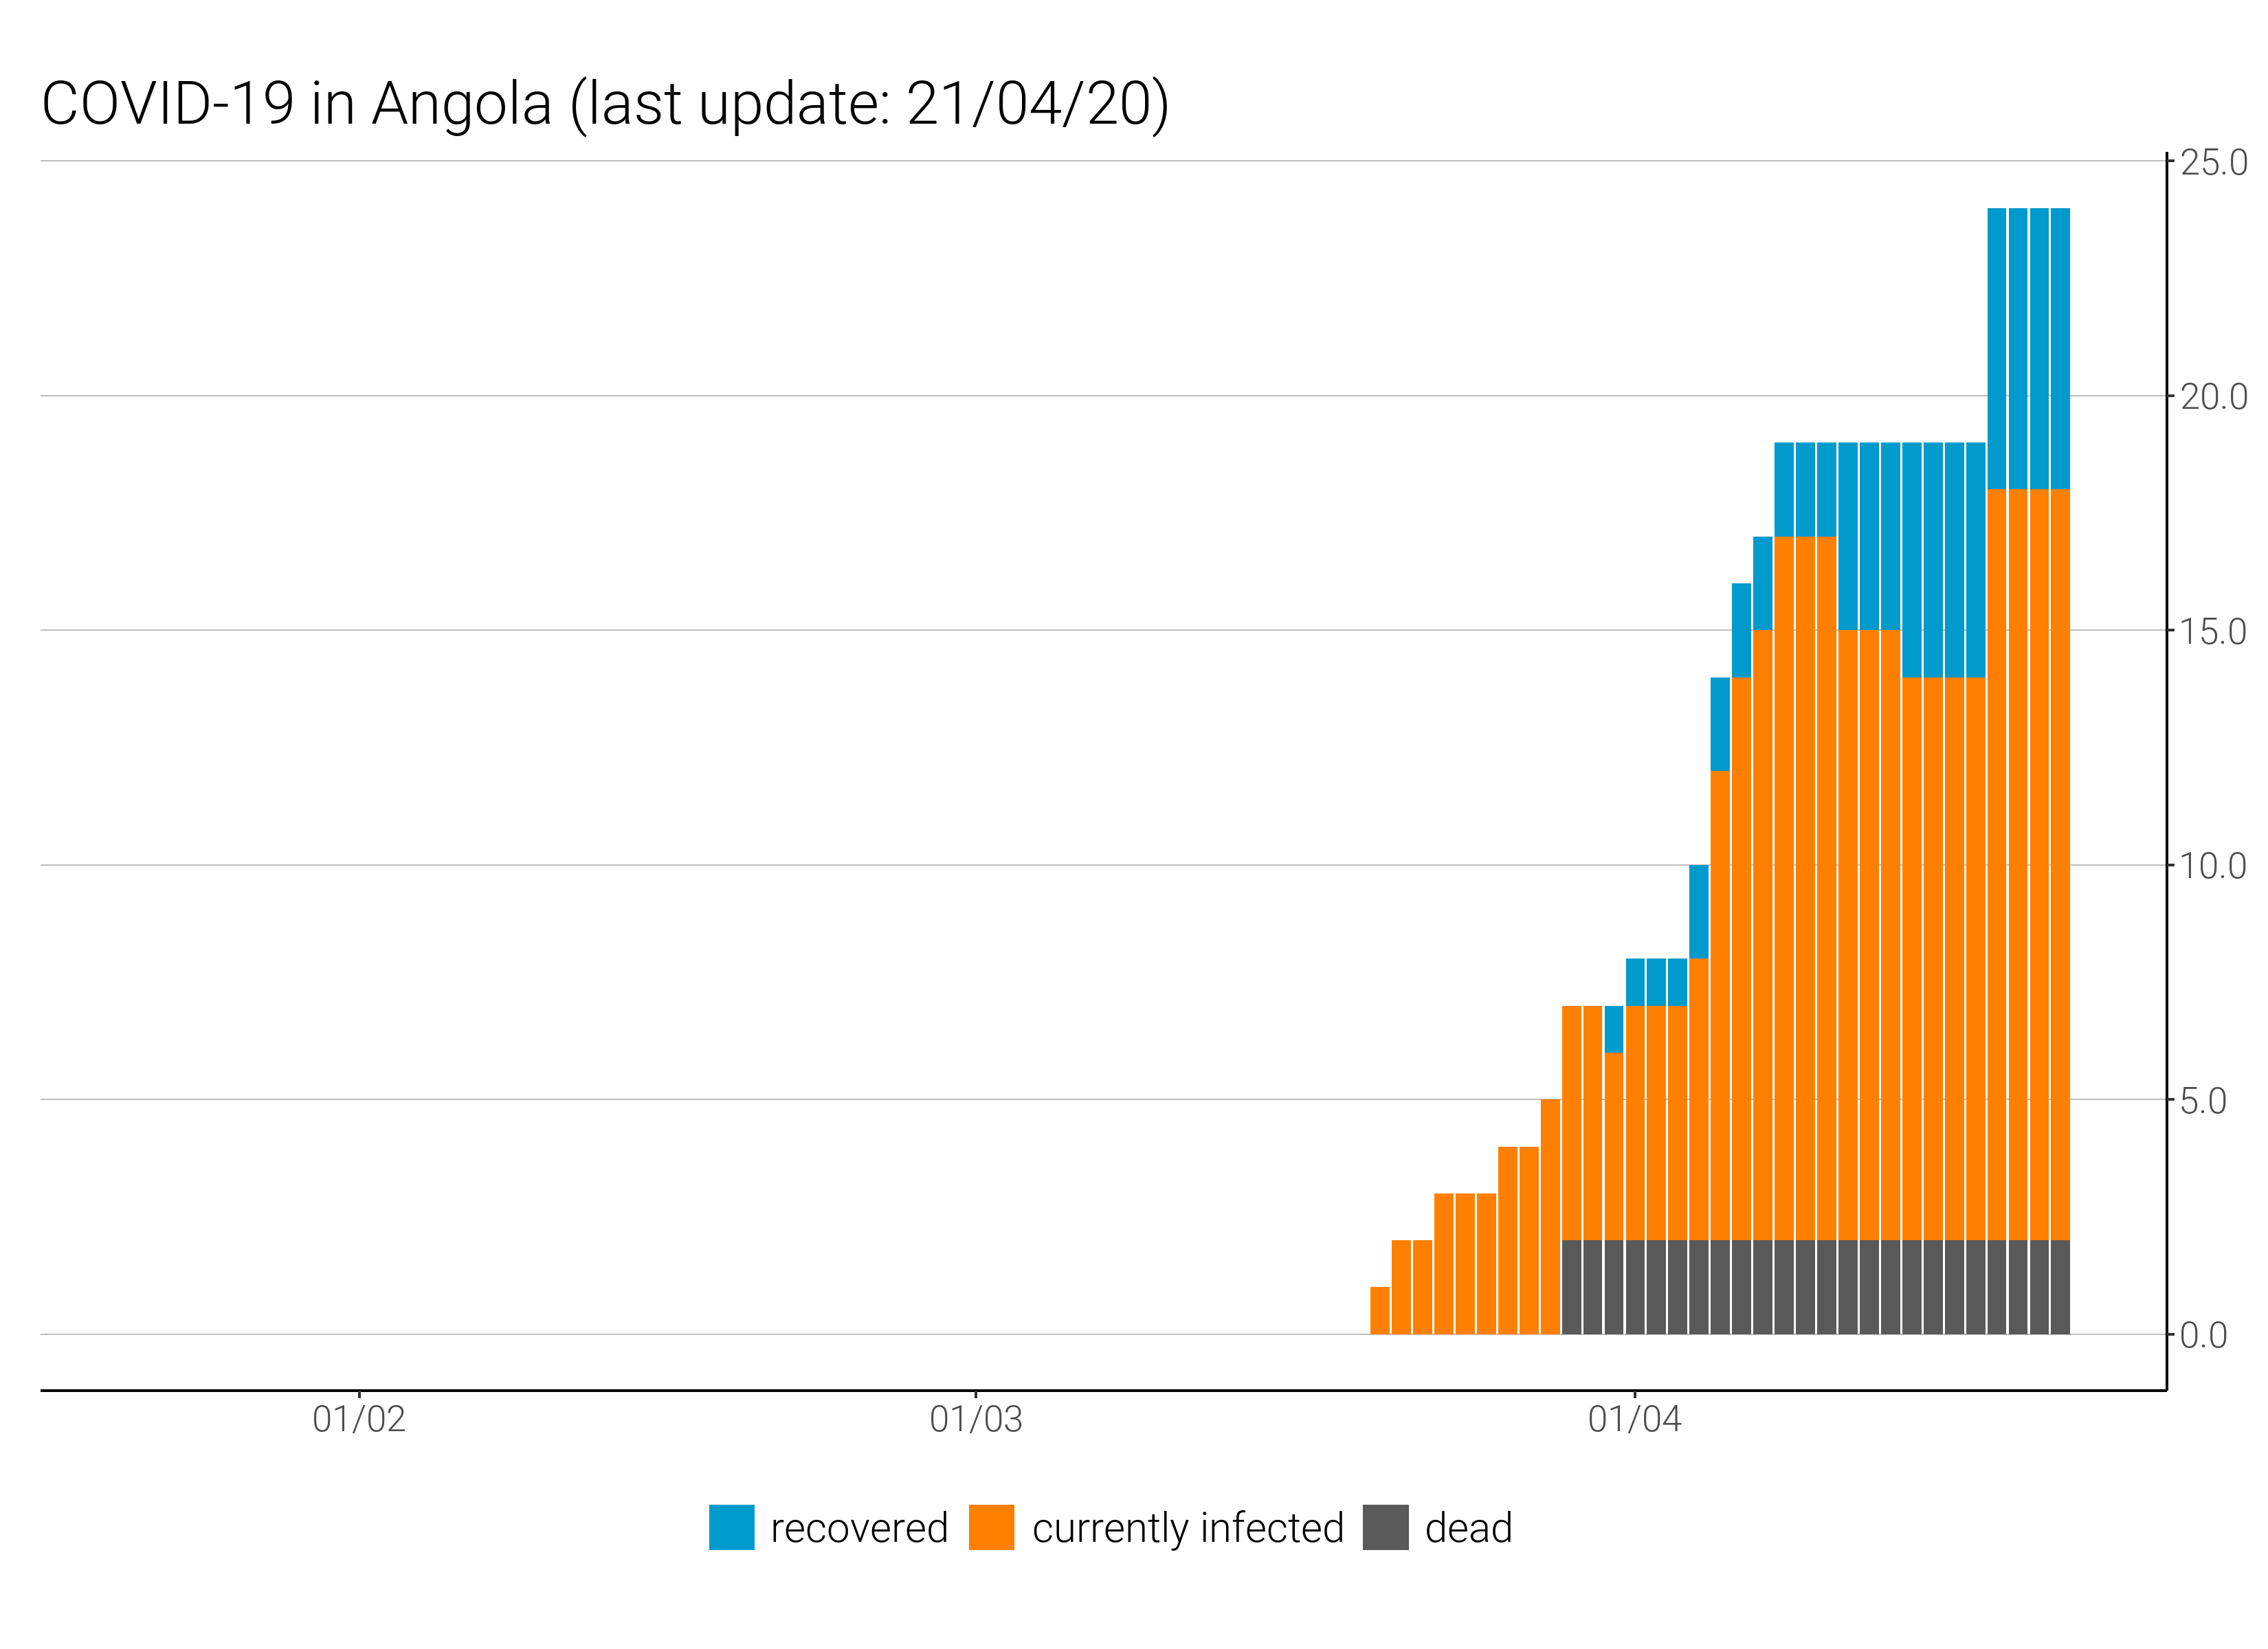 COVID-19 in Angola (last update: 21/04/20)
25.0
20.0
15.0
10.0
5.0
0.0
01/02 01/03 01/04
recovered currently infected dead